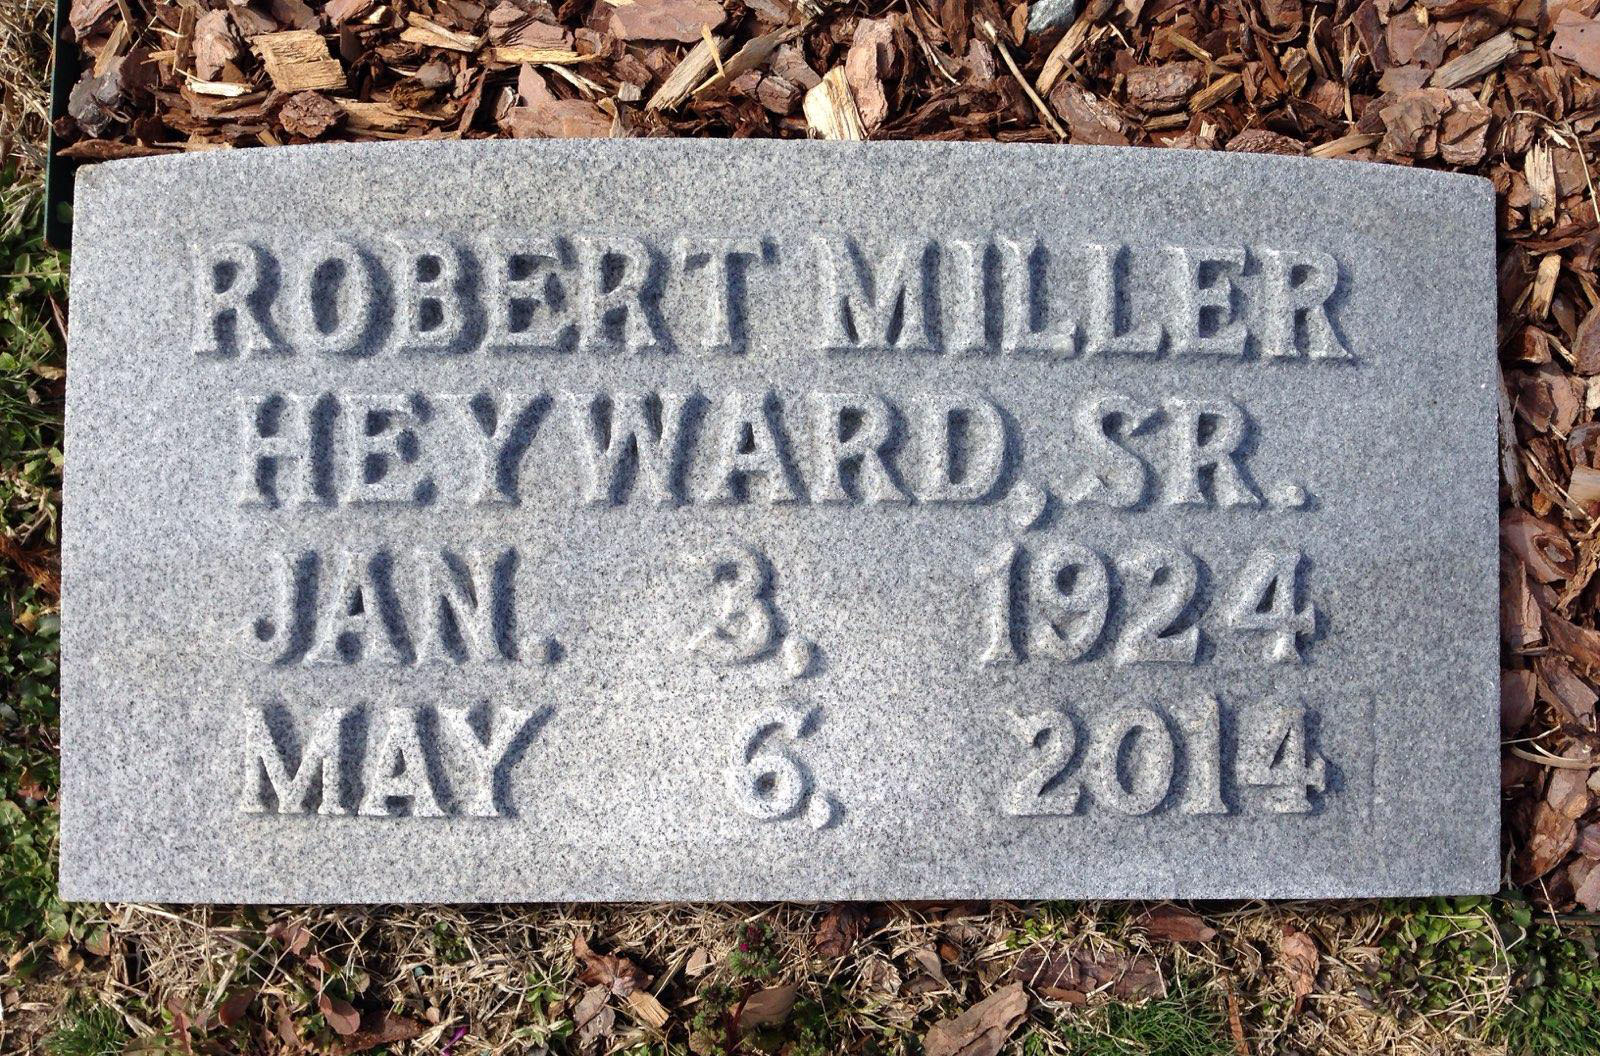 ROBERT MILLER
HEYWARD, SR.
JAN. 3, 1924
MAY 6, 2014